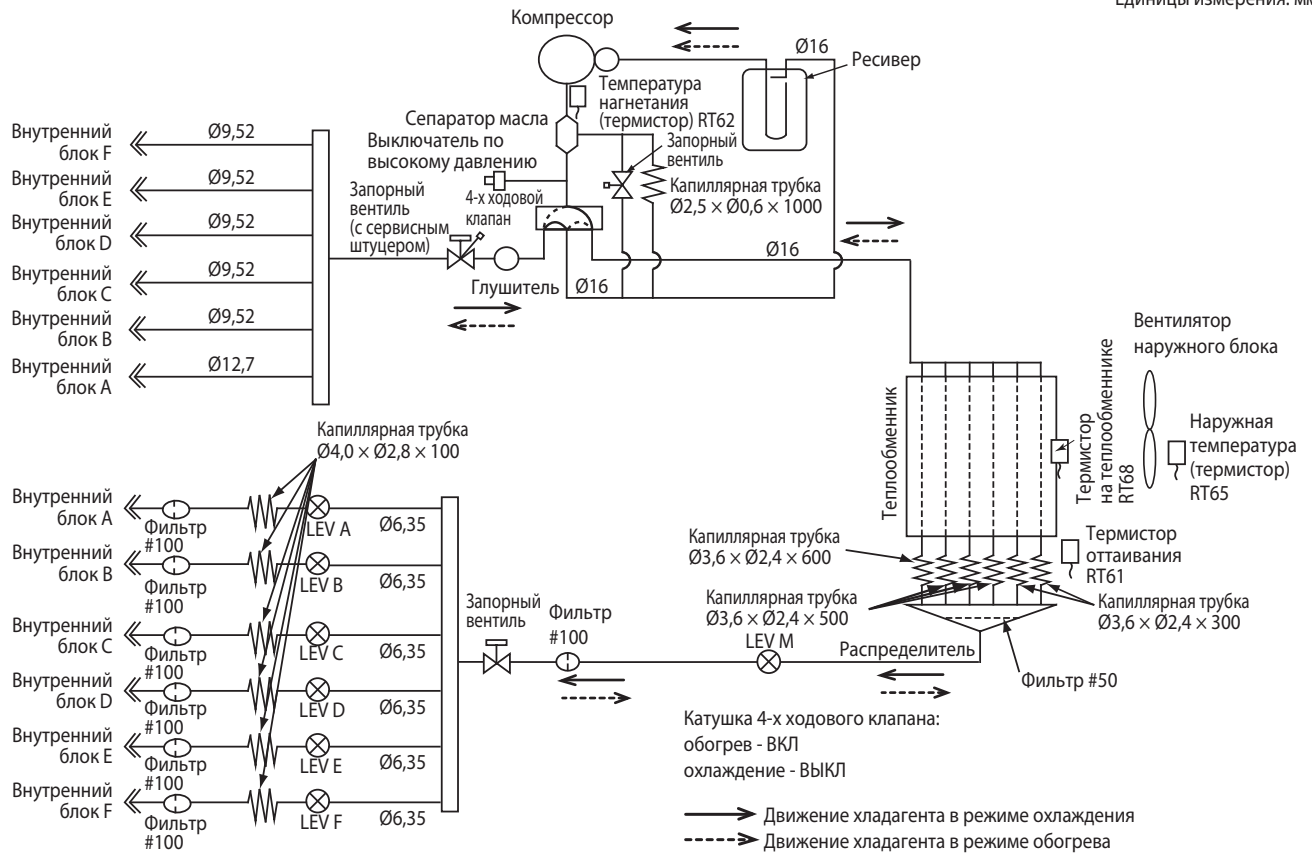 Единицы измерения: мм
Компрессор
Ø16
Ресивер
Температура
нагнетания
(термистор) RT62
Сепаратор масла
Выключатель по
высокому давлению
Запорный
вентиль
Капиллярная трубка
Ø2,5 × Ø0,6 × 1000
4-х ходовой
клапан
Запорный
вентиль
(с сервисным
штуцером)
Глушитель
Ø16
Ø16
Внутренний
блок F
Ø9,52
Внутренний
блок E
Ø9,52
Внутренний
блок D
Ø9,52
Внутренний
блок C
Ø9,52
Внутренний
блок B
Ø9,52
Внутренний
блок A
Ø12,7
Вентилятор
наружного блока
Теплообменник
Термистор
на теплообменнике
RT68
Наружная
температура
(термистор)
RT65
Термистор
оттаивания
RT61
Капиллярная трубка
Ø3,6 × Ø2,4 × 600
Капиллярная трубка
Ø3,6 × Ø2,4 × 500
Капиллярная трубка
Ø3,6 × Ø2,4 × 300
LEV M
Распределитель
Фильтр #50
Запорный
вентиль
Фильтр
#100
Капиллярная трубка
Ø4,0 × Ø2,8 × 100
Внутренний
блок A
Фильтр
#100
LEV A
Ø6,35
Внутренний
блок B
Фильтр
#100
LEV B
Ø6,35
Внутренний
блок C
Фильтр
#100
LEV C
Ø6,35
Внутренний
блок D
Фильтр
#100
LEV D
Ø6,35
Внутренний
блок E
Фильтр
#100
LEV E
Ø6,35
Внутренний
блок F
Фильтр
#100
LEV F
Ø6,35
Катушка 4-х ходового клапана:
обогрев - ВКЛ
охлаждение - ВЫКЛ
Движение хладагента в режиме охлаждения
Движение хладагента в режиме обогрева